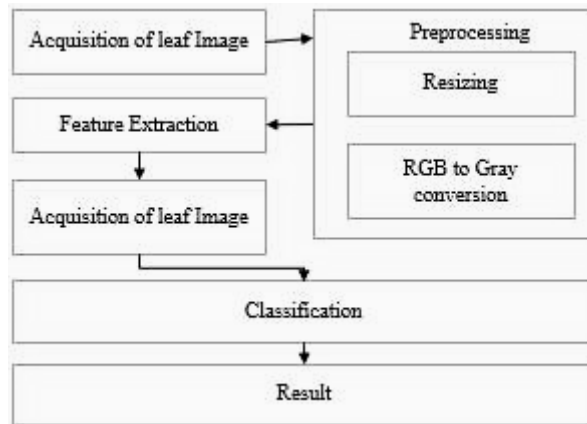 Acquisition of leaf Image
Preprocessing
Resizing
RGB to Gray
conversion
Feature Extraction
Acquisition of leaf Image
Classification
Result